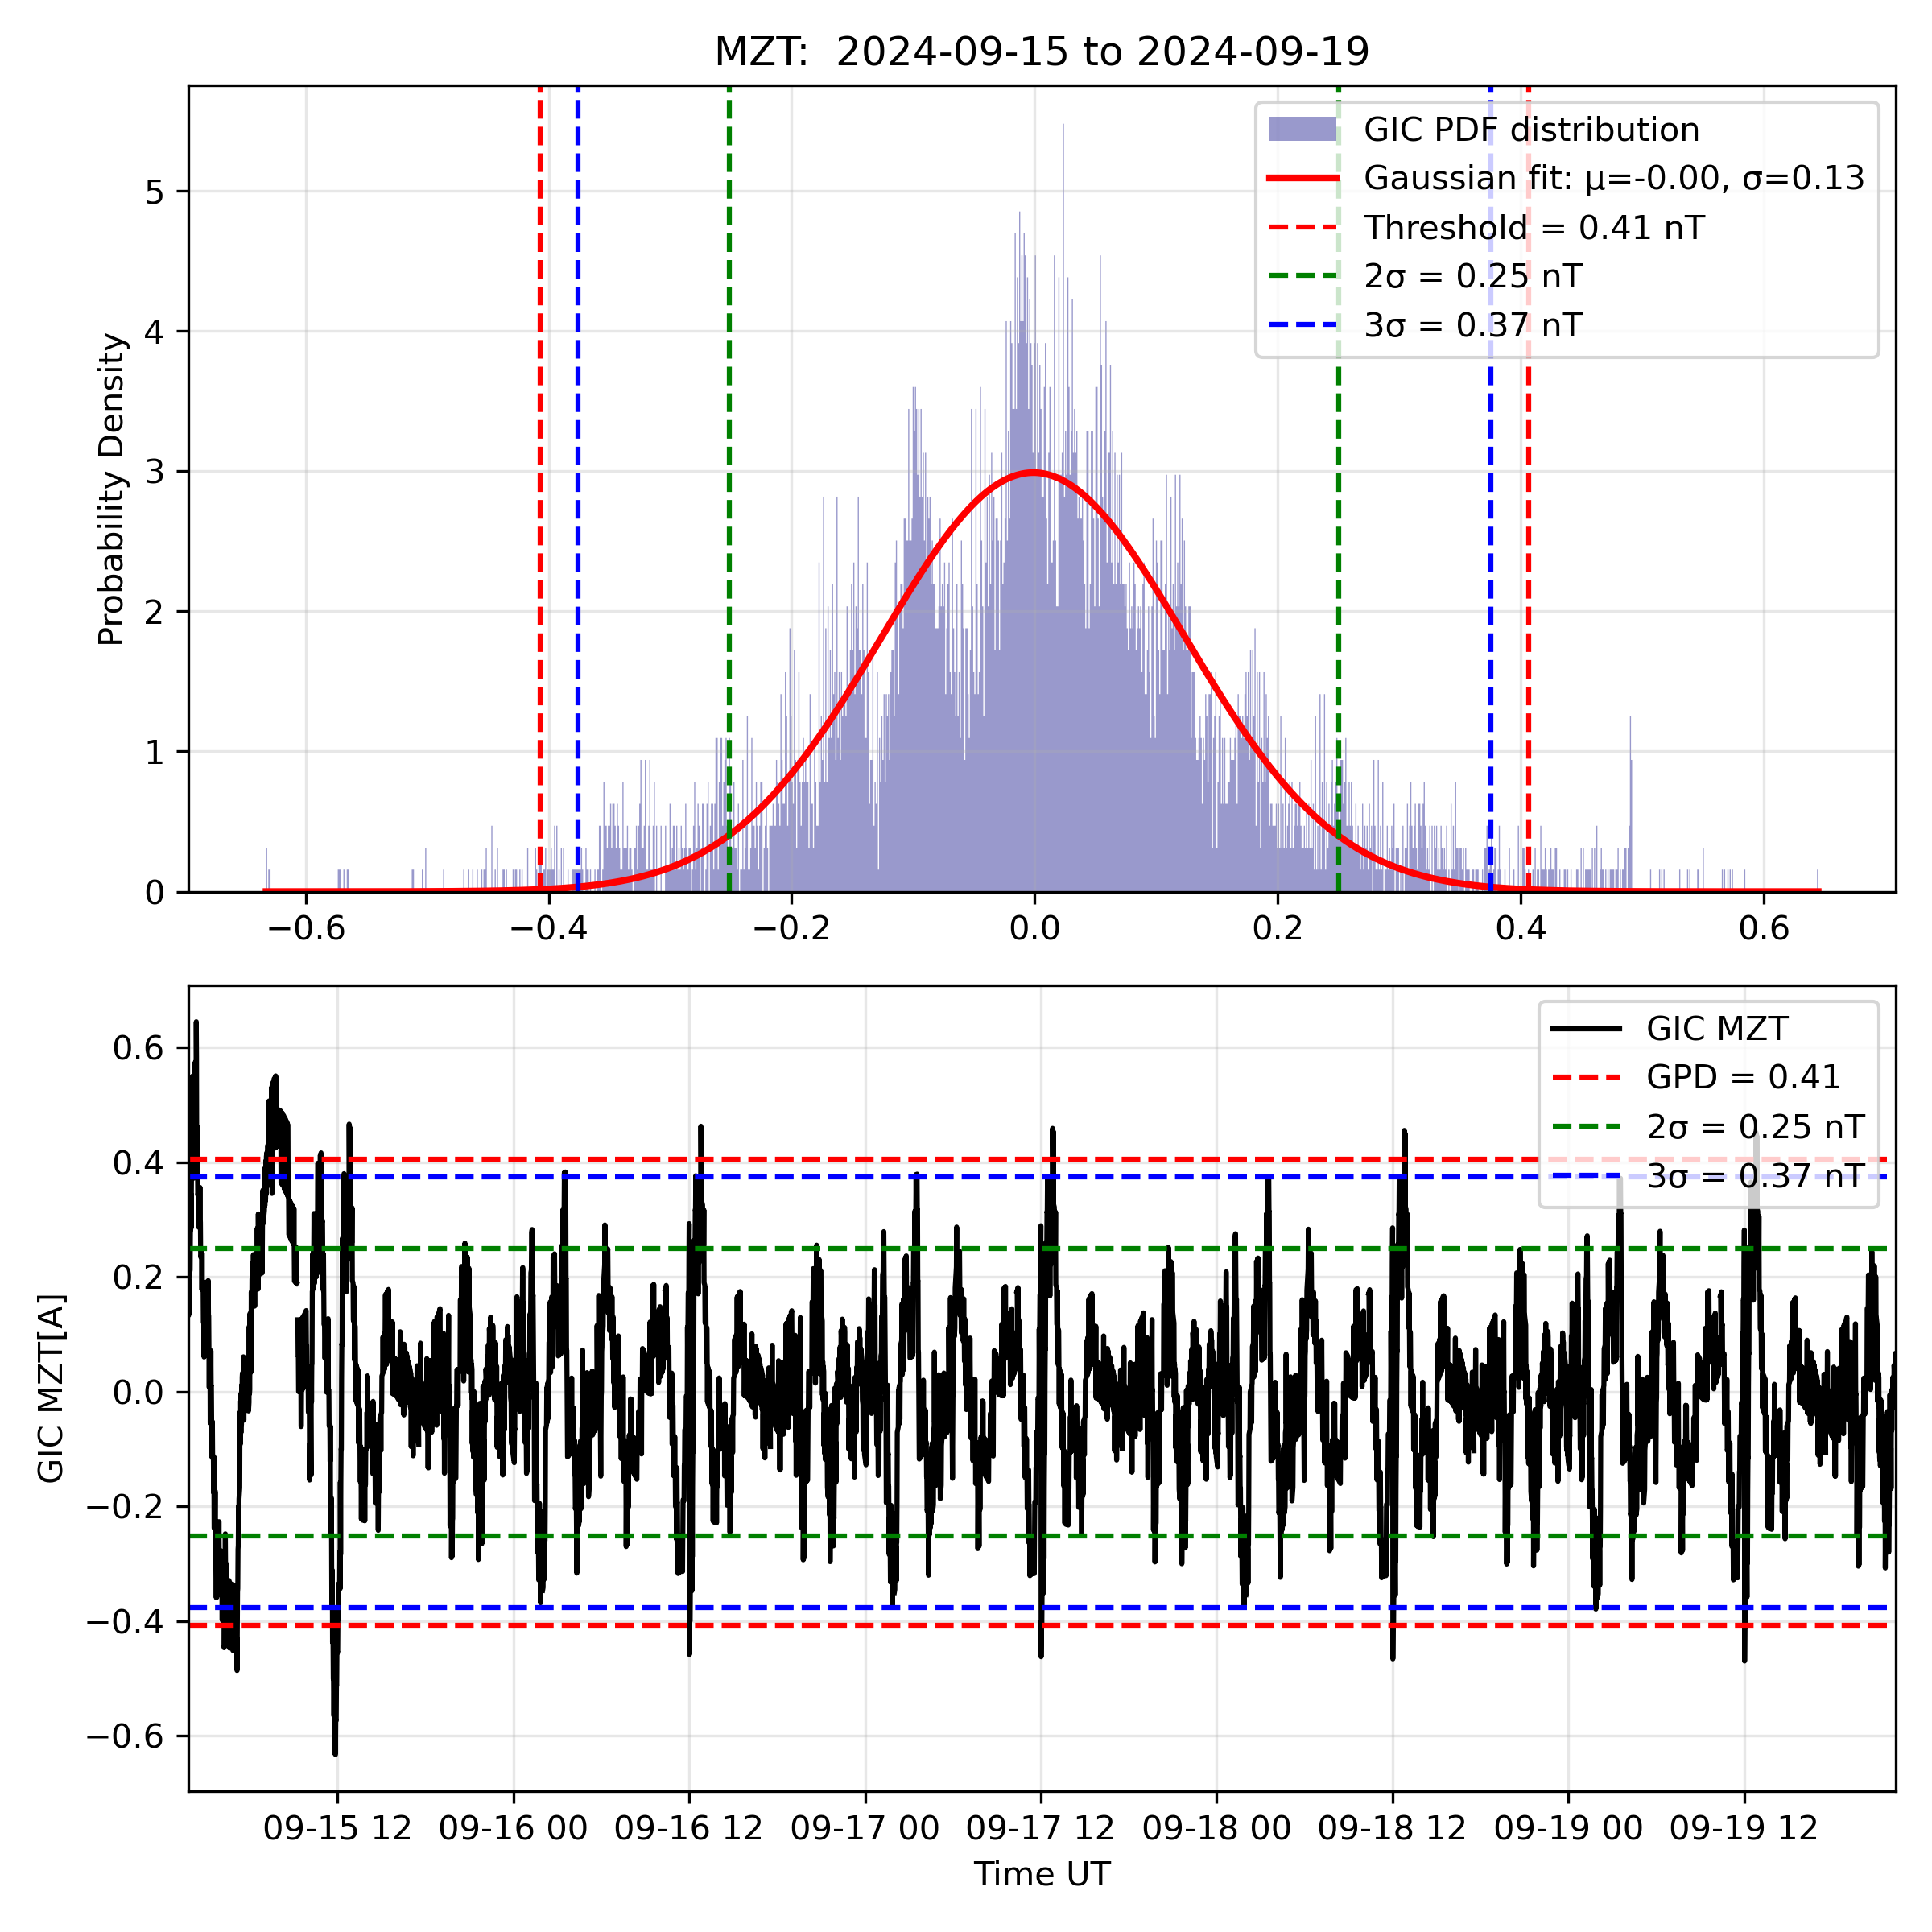 MZT:  2024-09-15 to 2024-09-19
GIC PDF distribution
Gaussian fit: μ=-0.00, σ=0.13
Threshold = 0.41 nT
2σ = 0.25 nT
3σ = 0.37 nT
Probability Density
5
4
3
2
1
0
−0.6
−0.4
−0.2
0.0
0.2
0.4
0.6
GIC MZT
GPD = 0.41
2σ = 0.25 nT
3σ = 0.37 nT
GIC MZT[A]
0.6
0.4
0.2
0.0
−0.2
−0.4
−0.6
09-15 12
09-16 00
09-16 12
09-17 00
09-17 12
09-18 00
09-18 12
09-19 00
09-19 12
Time UT